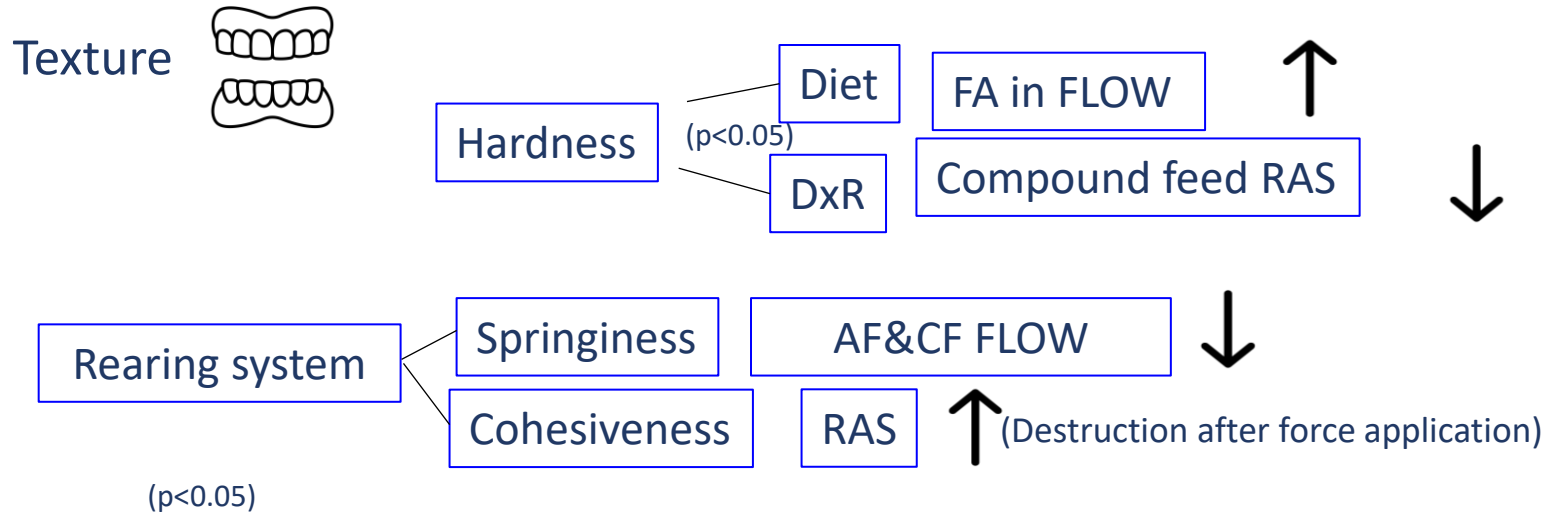 Texture
Hardness
(p<0.05)
Diet
FA in FLOW
DxR
Compound feed RAS
Rearing system
Springiness
AF&CF FLOW
Cohesiveness
RAS
(Destruction after force application)
(p<0.05)